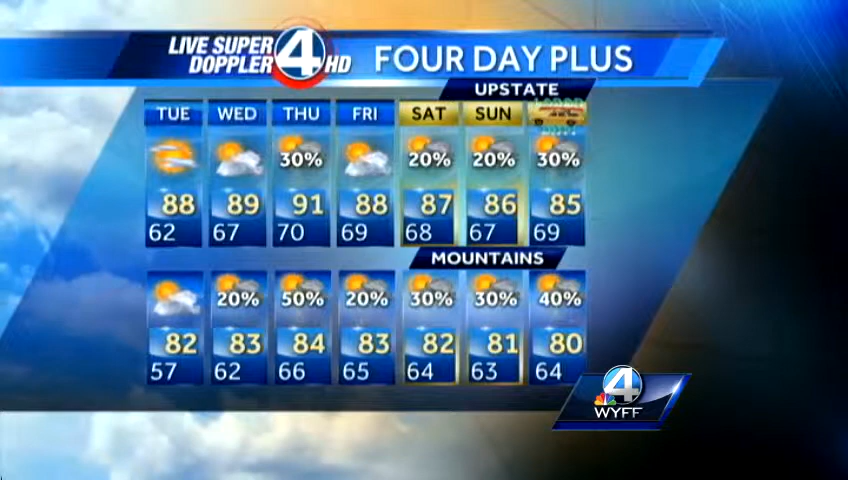 LIVE SUPER
DOPPLER 4 HD
FOUR DAY PLUS
UPSTATE
TUE WED THU FRI SAT SUN
30% 20% 20% 30%
88 89 91 88 87 86 85
62 67 70 69 68 67 69
MOUNTAINS
20% 50% 20% 30% 30% 40%
82 83 84 83 82 81 80
57 62 66 65 64 63 64
4
WYFF